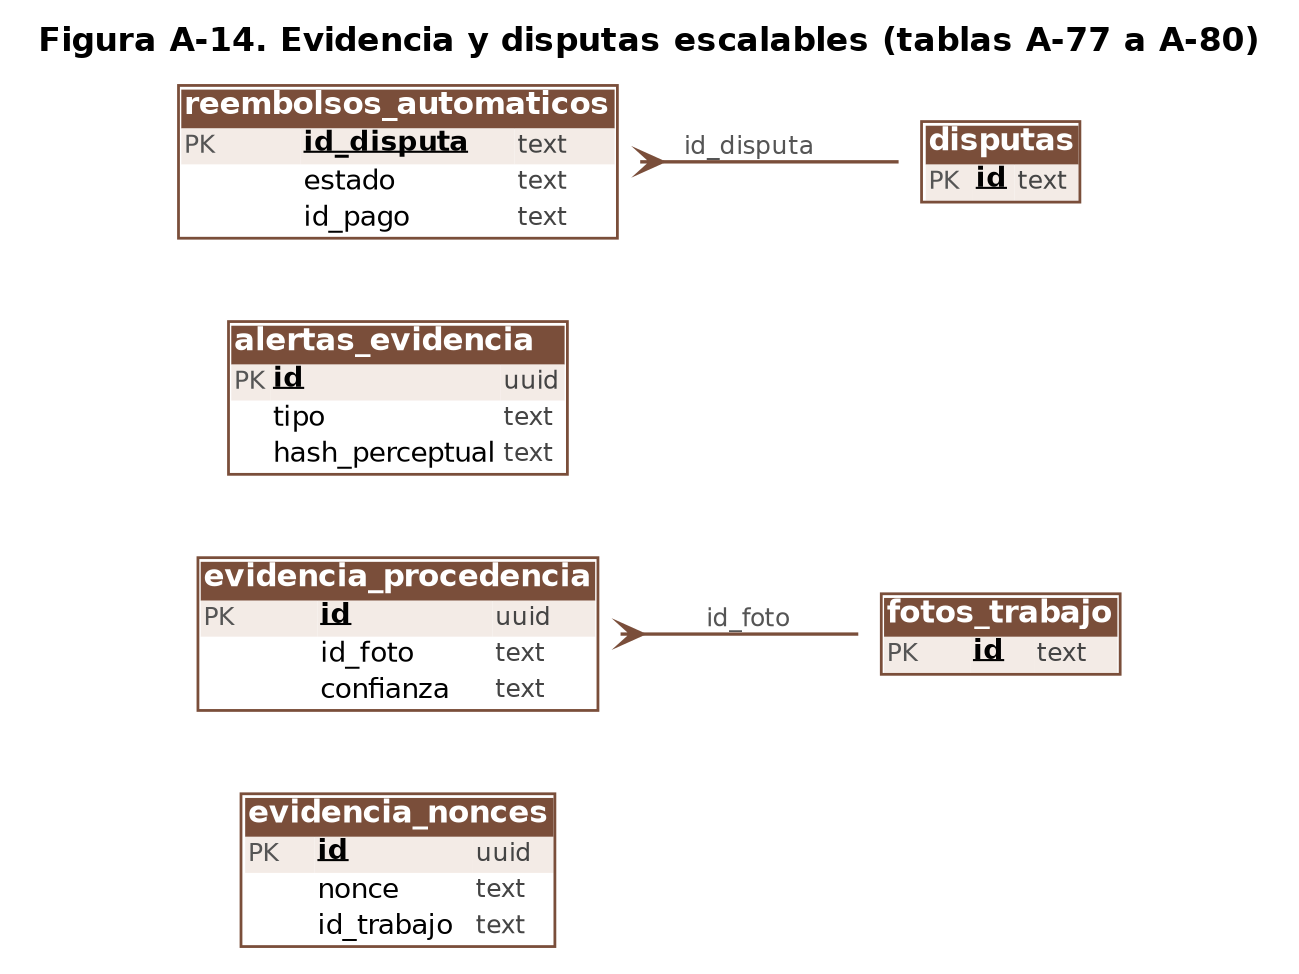 Figura A-14. Evidencia y disputas escalables (tablas A-77 a A-80)
reembolsos_automaticos
PK id_disputa text
estado text
id_pago text
id_disputa
disputas
PK id text
alertas_evidencia
PK id uuid
tipo text
hash_perceptual text
evidencia_procedencia
PK id uuid
id_foto text
confianza text
id_foto
fotos_trabajo
PK id text
evidencia_nonces
PK id uuid
nonce text
id_trabajo text